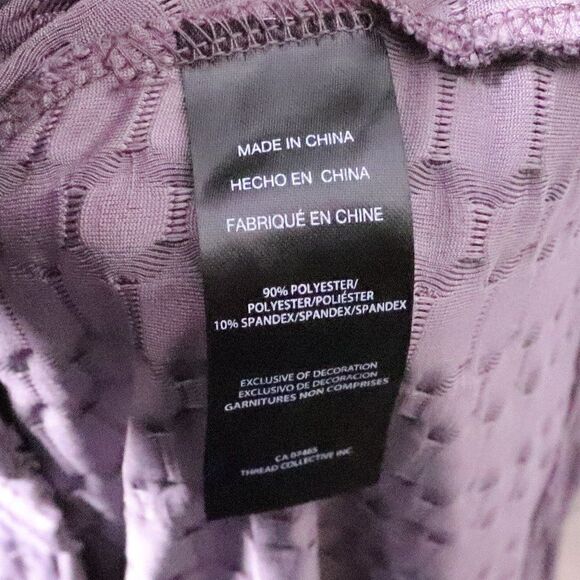 MADE IN CHINA
HECHO EN CHINA
FABRIQUÉ EN CHINE
90% POLYESTER/
POLYESTER/POLIÉSTER
10% SPANDEX/SPANDEX/SPANDEX
EXCLUSIVE OF DECORATION
EXCLUSIVO DE DECORACION
GARNITURES NON COMPRISES
CA
THREAD COLLECTIVE INC